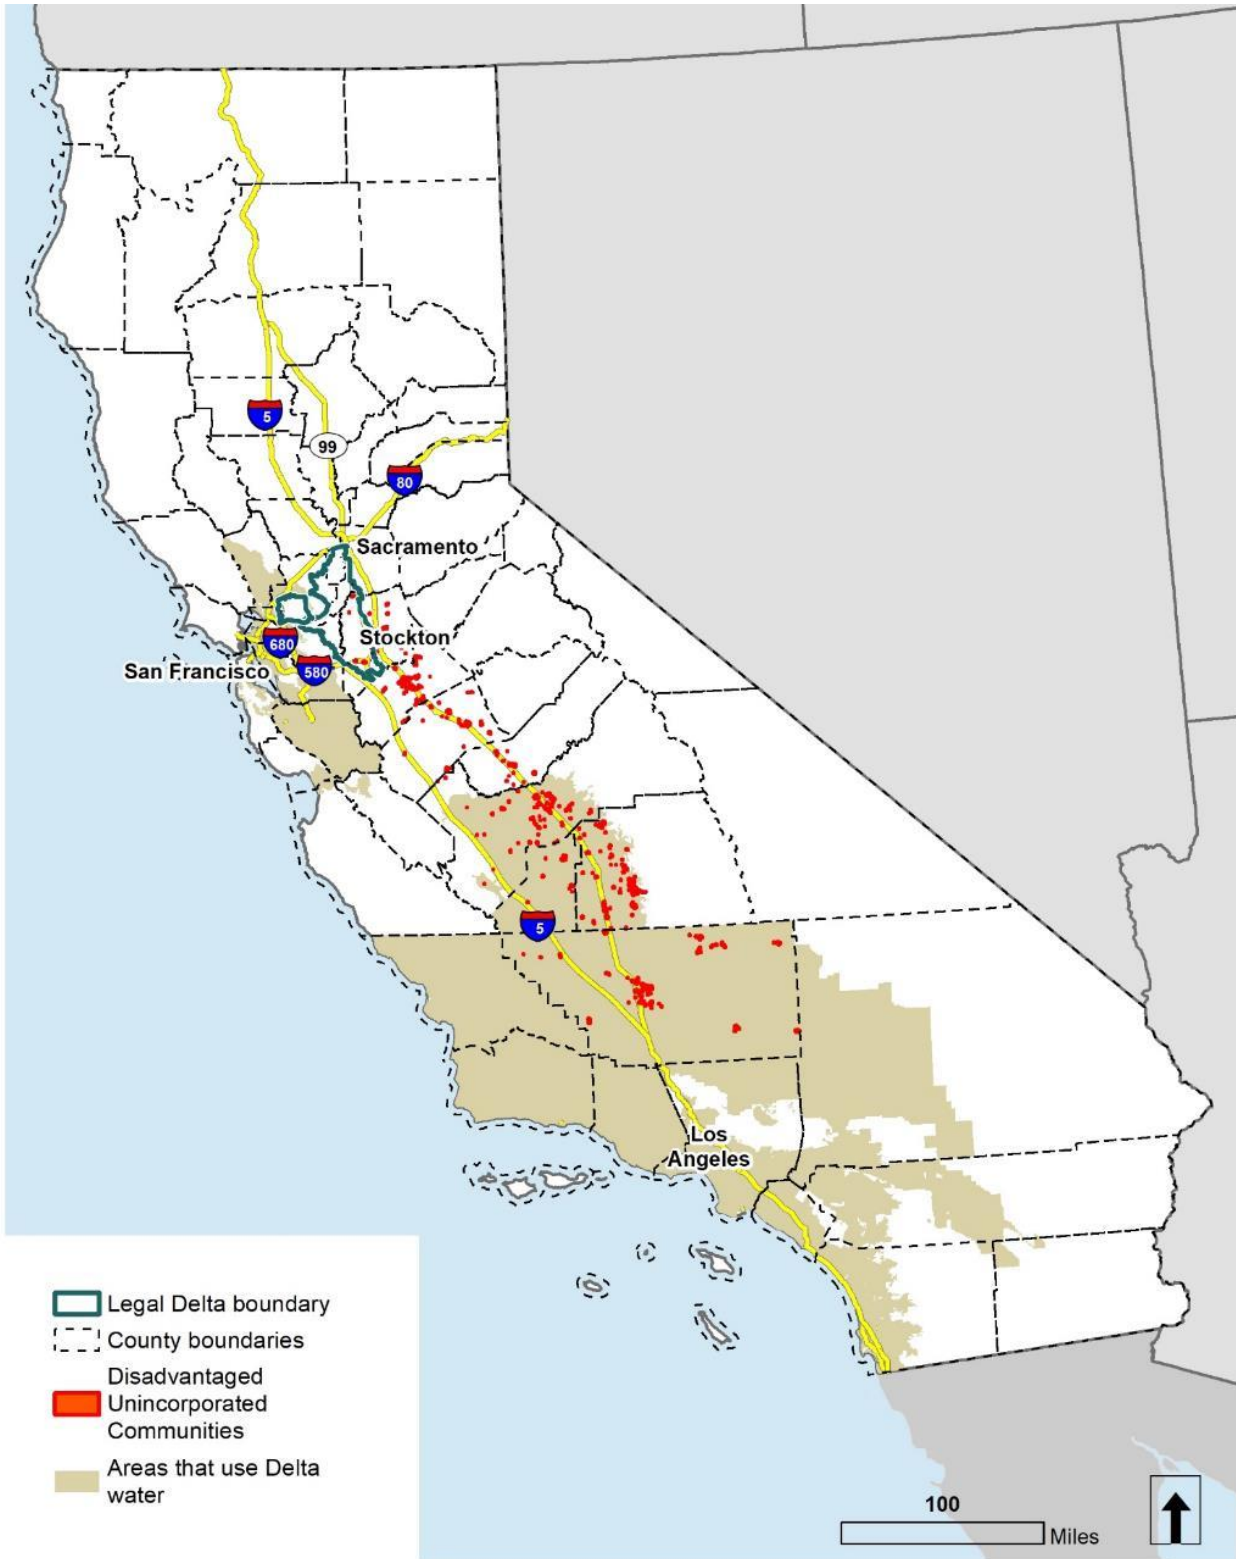 5
99
80
Sacramento
Stockton
680
San Francisco
580
5
Los
Angeles
Legal Delta boundary
County boundaries
Disadvantaged
Unincorporated
Communities
Areas that use Delta
water
100
Miles